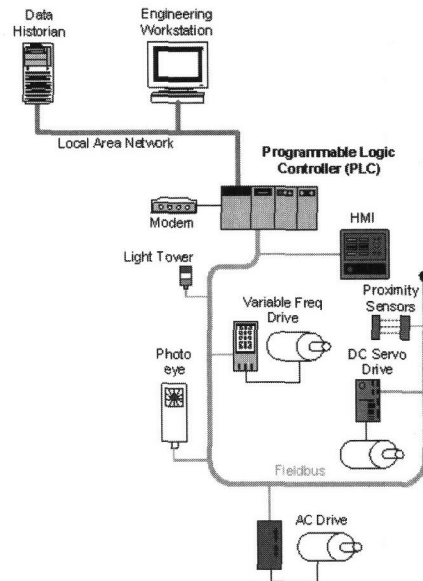 Data
Historian
Engineering
Workstation
Local Area Network
Programmable Logic
Controller (PLC)
Modem
HMI
Light Tower
Proximity
Sensors
Variable Freq
Drive
Photo
eye
DC Servo
Drive
Fieldbus
AC Drive